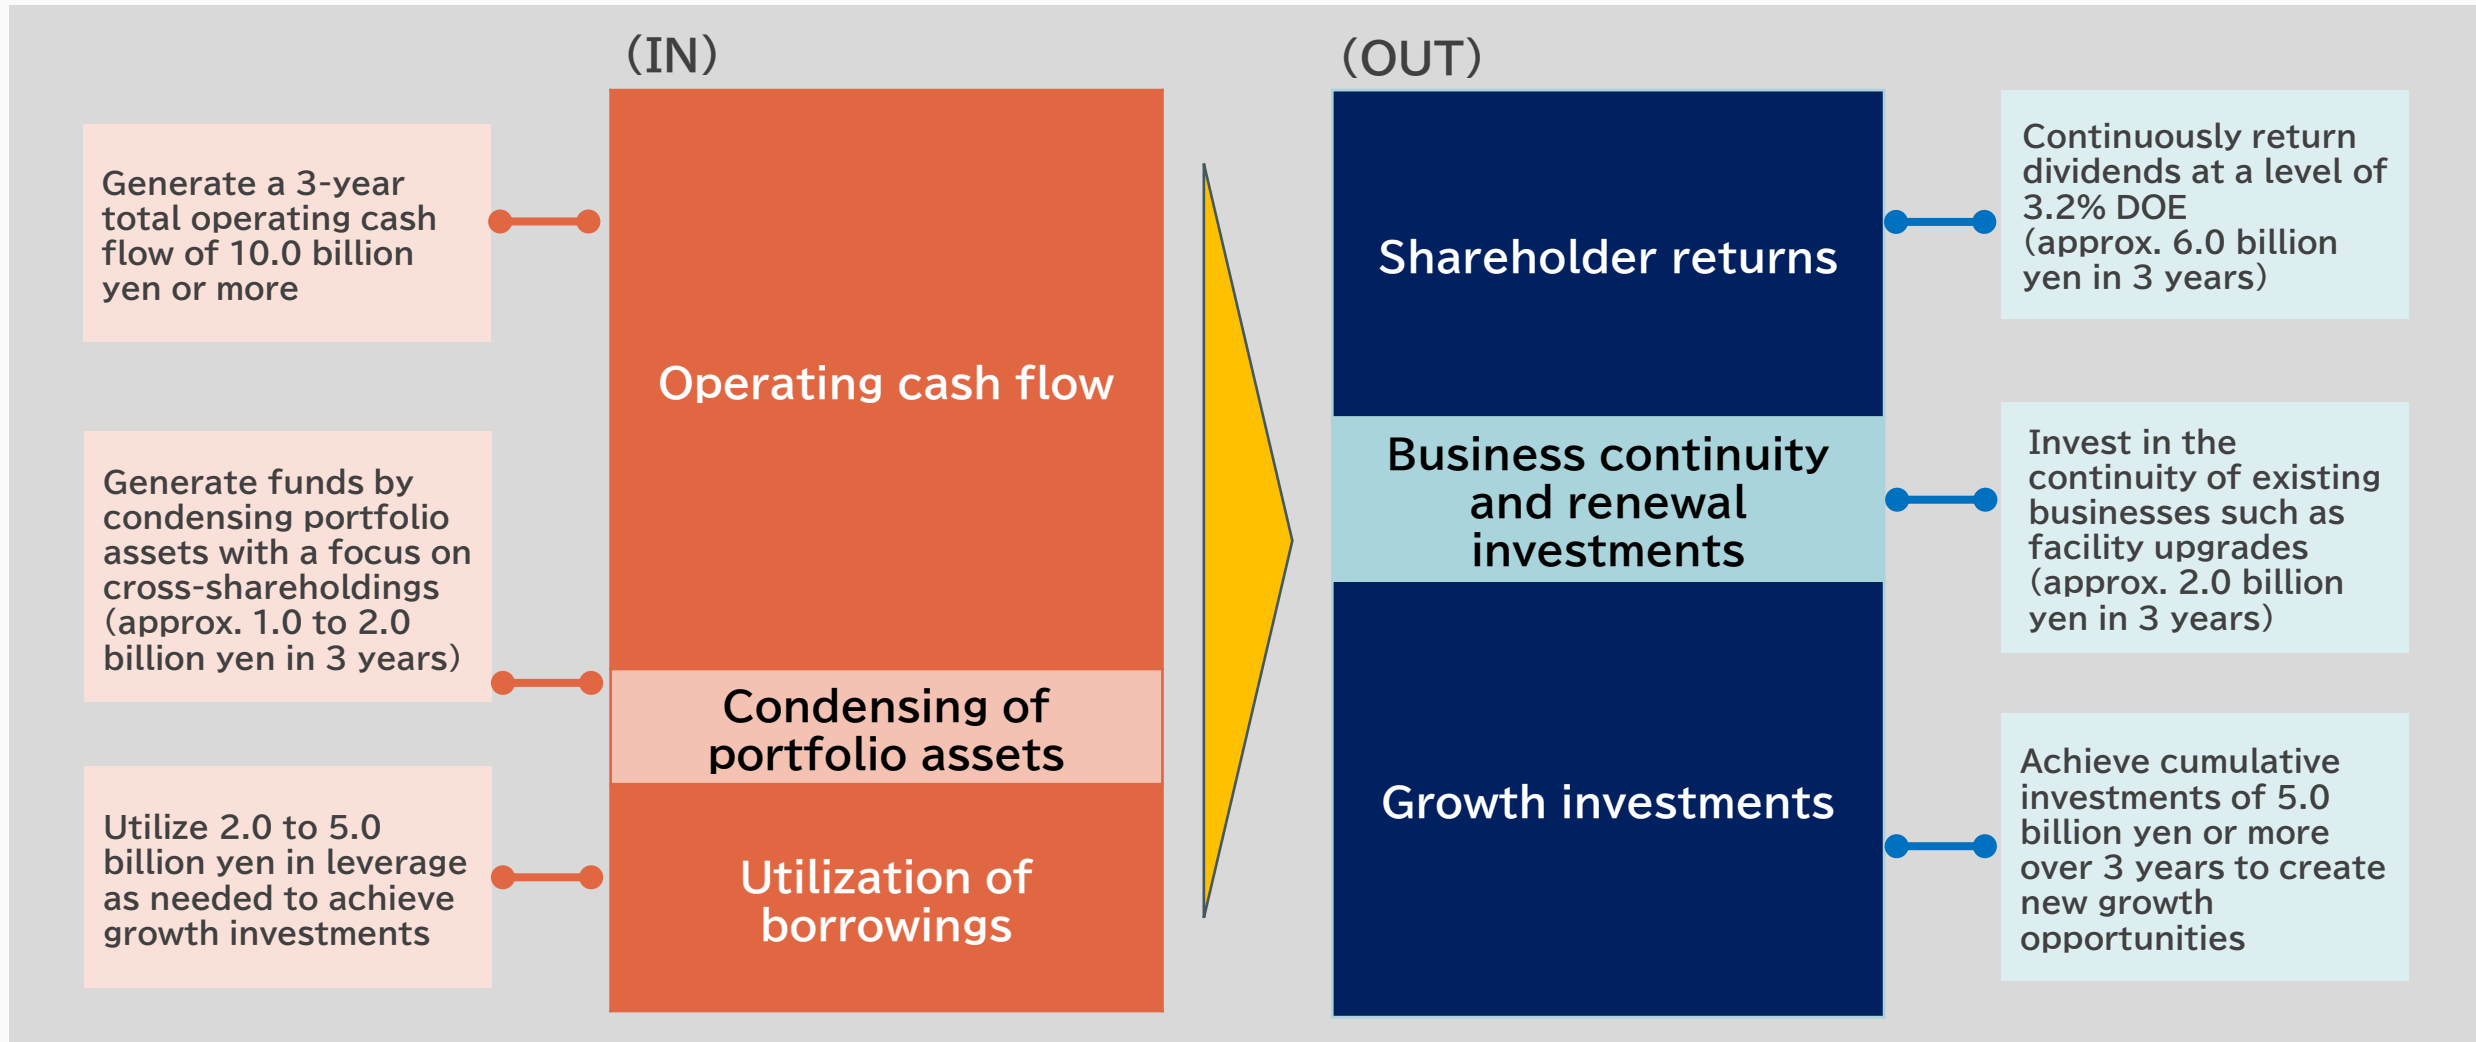 (IN)
Generate a 3-year
total operating cash
flow of 10.0 billion
yen or more
Generate funds by
condensing portfolio
assets with a focus on
cross-shareholdings
(approx. 1.0 to 2.0
billion yen in 3 years)
Utilize 2.0 to 5.0
billion yen in leverage
as needed to achieve
growth investments
Operating cash flow
Condensing of
portfolio assets
Utilization of
borrowings
(OUT)
Shareholder returns
Business continuity
and renewal
investments
Growth investments
Continuously return
dividends at a level of
3.2% DOE
(approx. 6.0 billion
yen in 3 years)
Invest in the
continuity of existing
businesses such as
facility upgrades
(approx. 2.0 billion
yen in 3 years)
Achieve cumulative
investments of 5.0
billion yen or more
over 3 years to create
new growth
opportunities